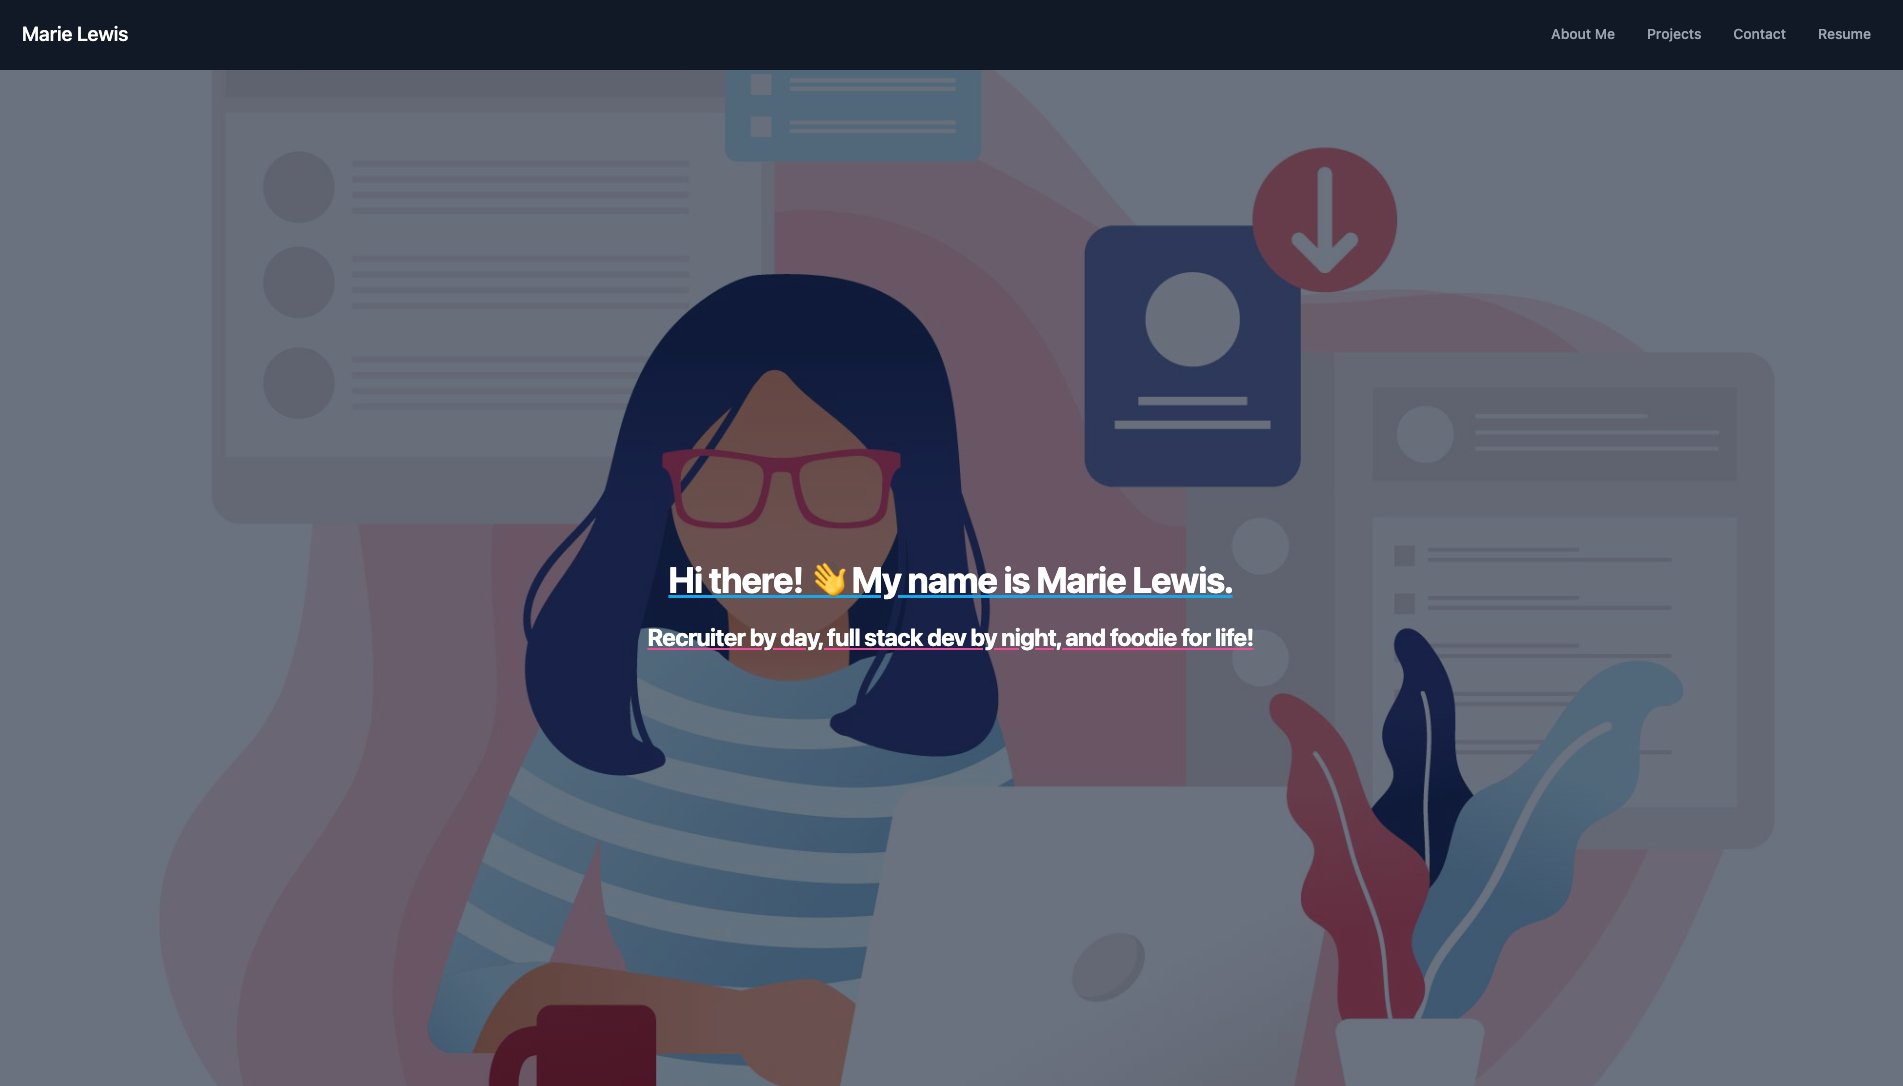 Marie Lewis
About Me Projects Contact Resume
Hi there! 👋 My name is Marie Lewis.
Recruiter by day, full stack dev by night, and foodie for life!